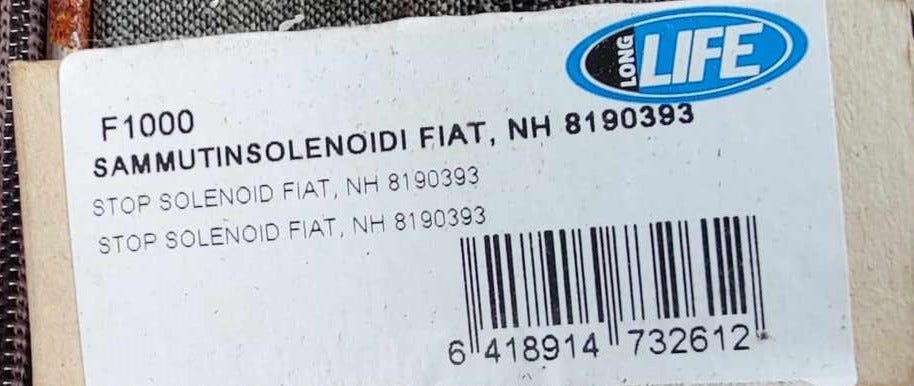 LONG LIFE
F1000
SAMMUTINSOLENOIDI FIAT, NH 8190393
STOP SOLENOID FIAT, NH 8190393
STOP SOLENOID FIAT, NH 8190393
6 418914 732612